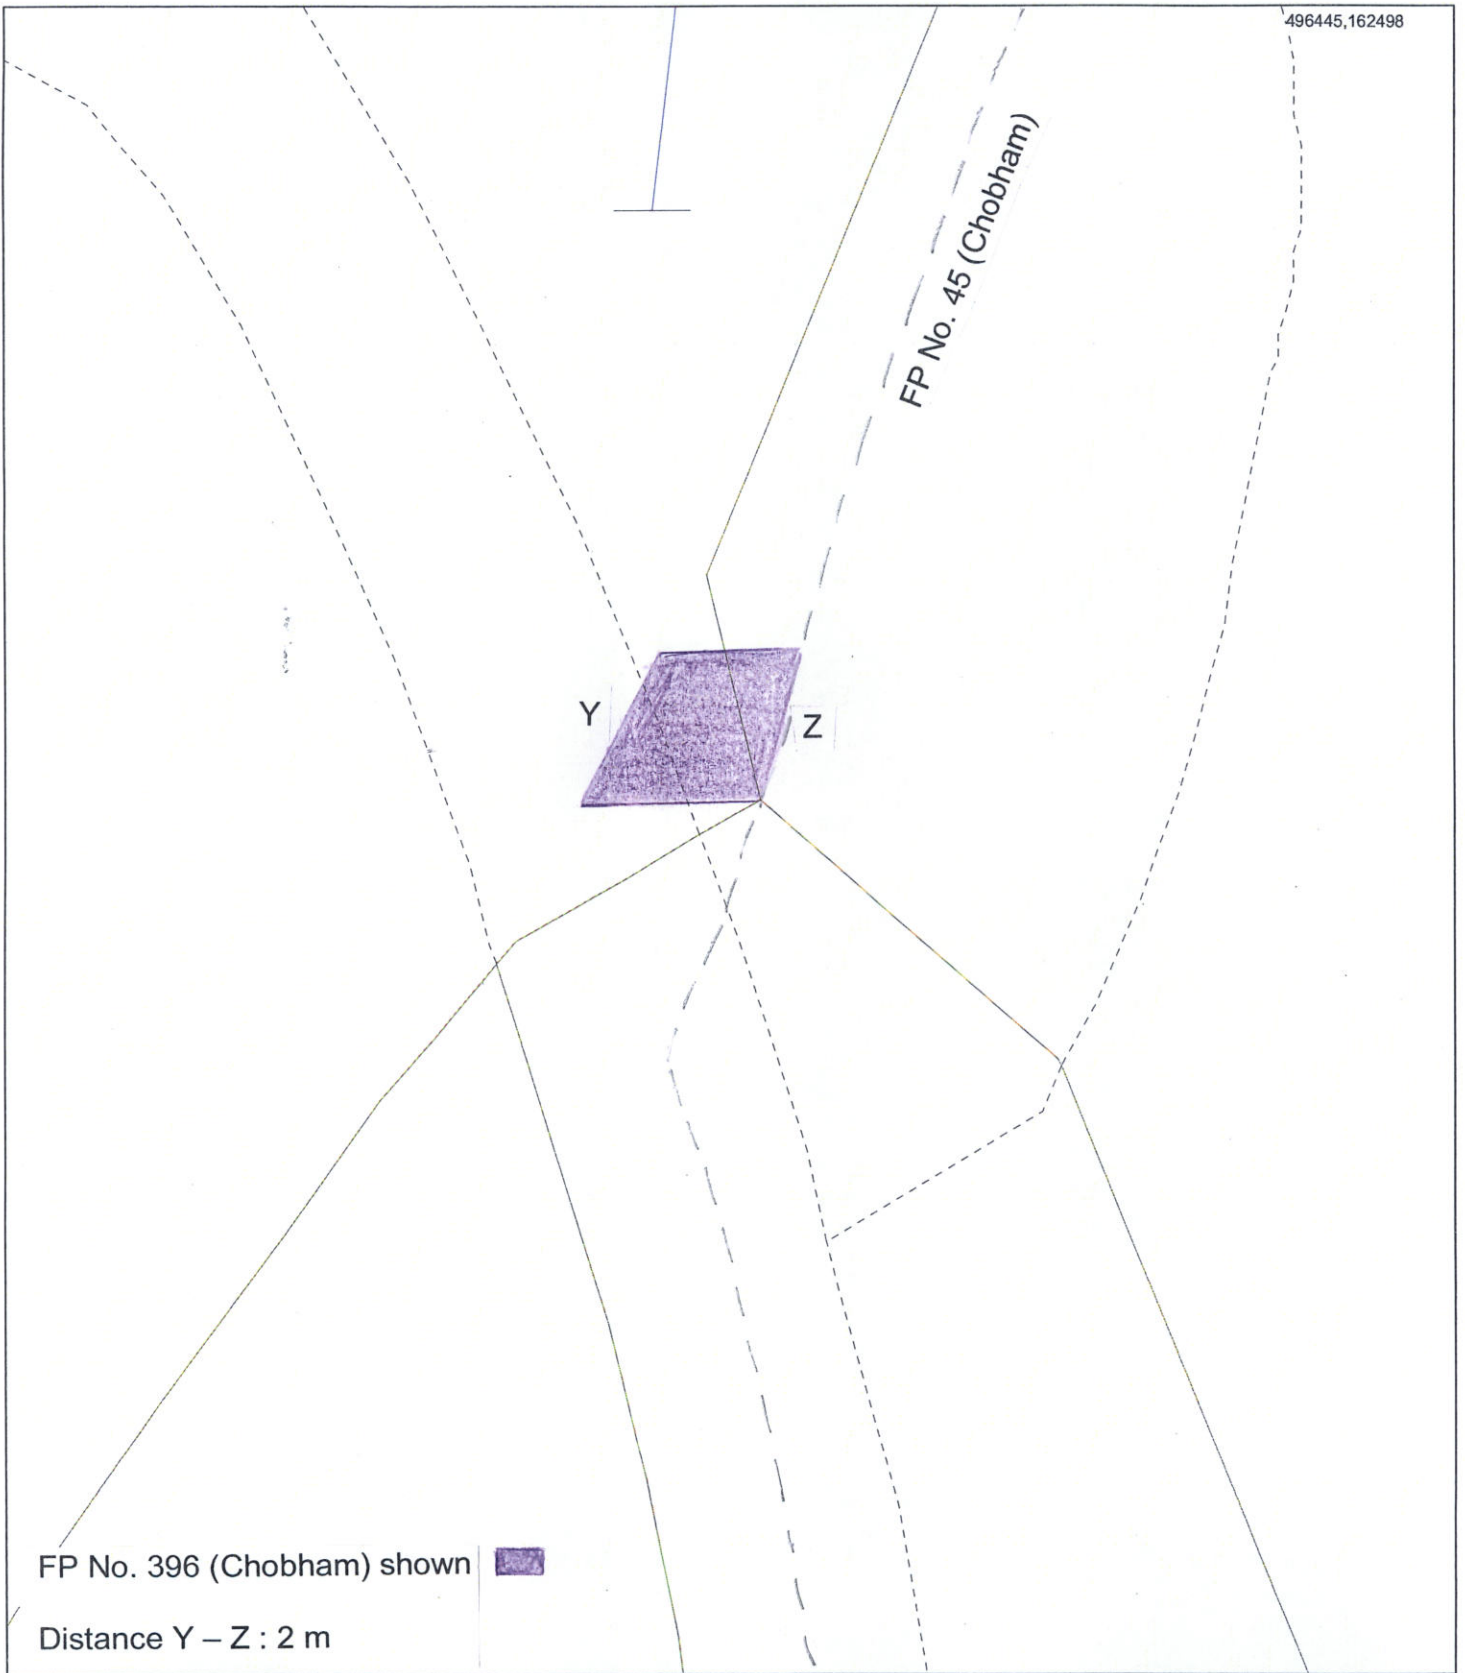 496445,162498
FP No. 45 (Chobham)
Y
Z
FP No. 396 (Chobham) shown
Distance Y – Z : 2 m